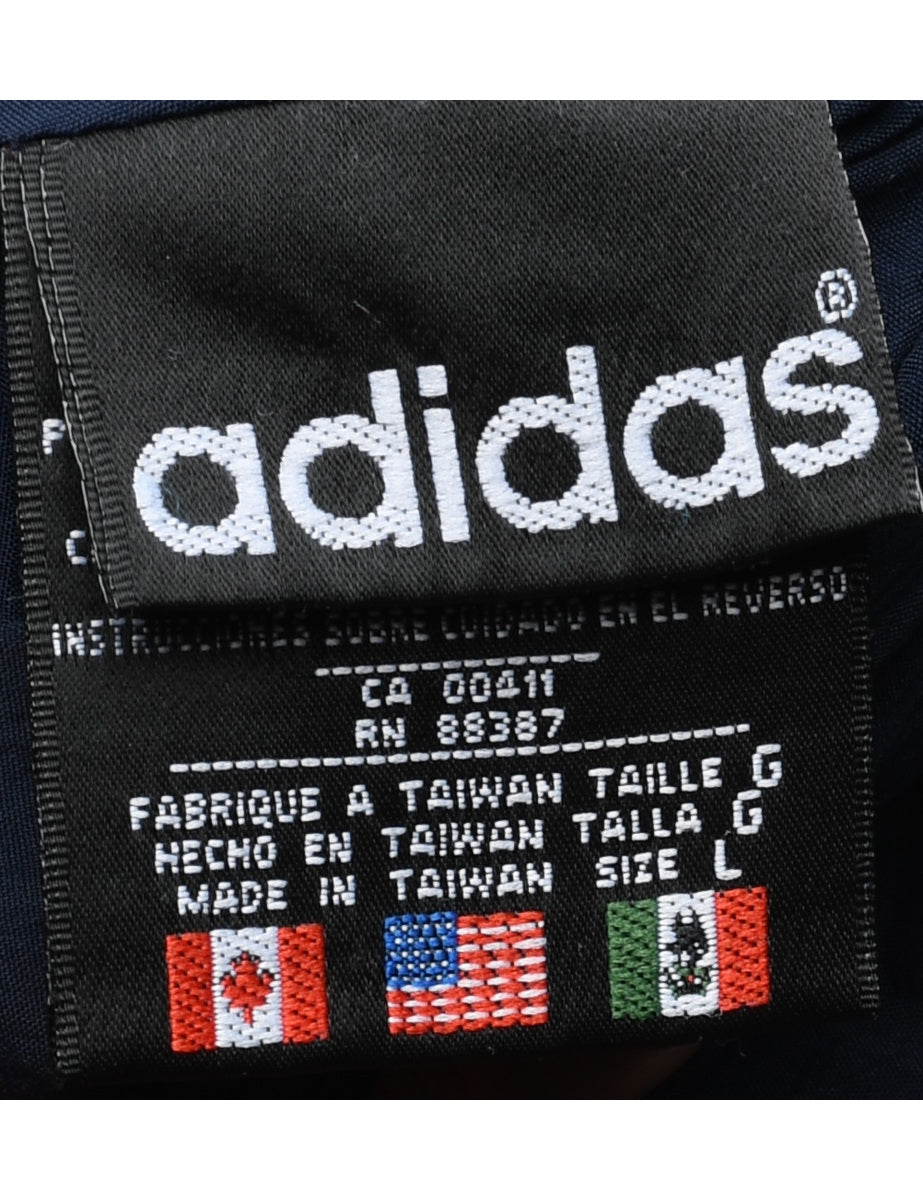 adidas®
INSTRUCCIONES SOBRE CUIDADO EN EL REVERSO
CA 00411
RN 88387
FABRIQUE A TAIWAN TAILLE G
HECHO EN TAIWAN TALLA G
MADE IN TAIWAN SIZE L